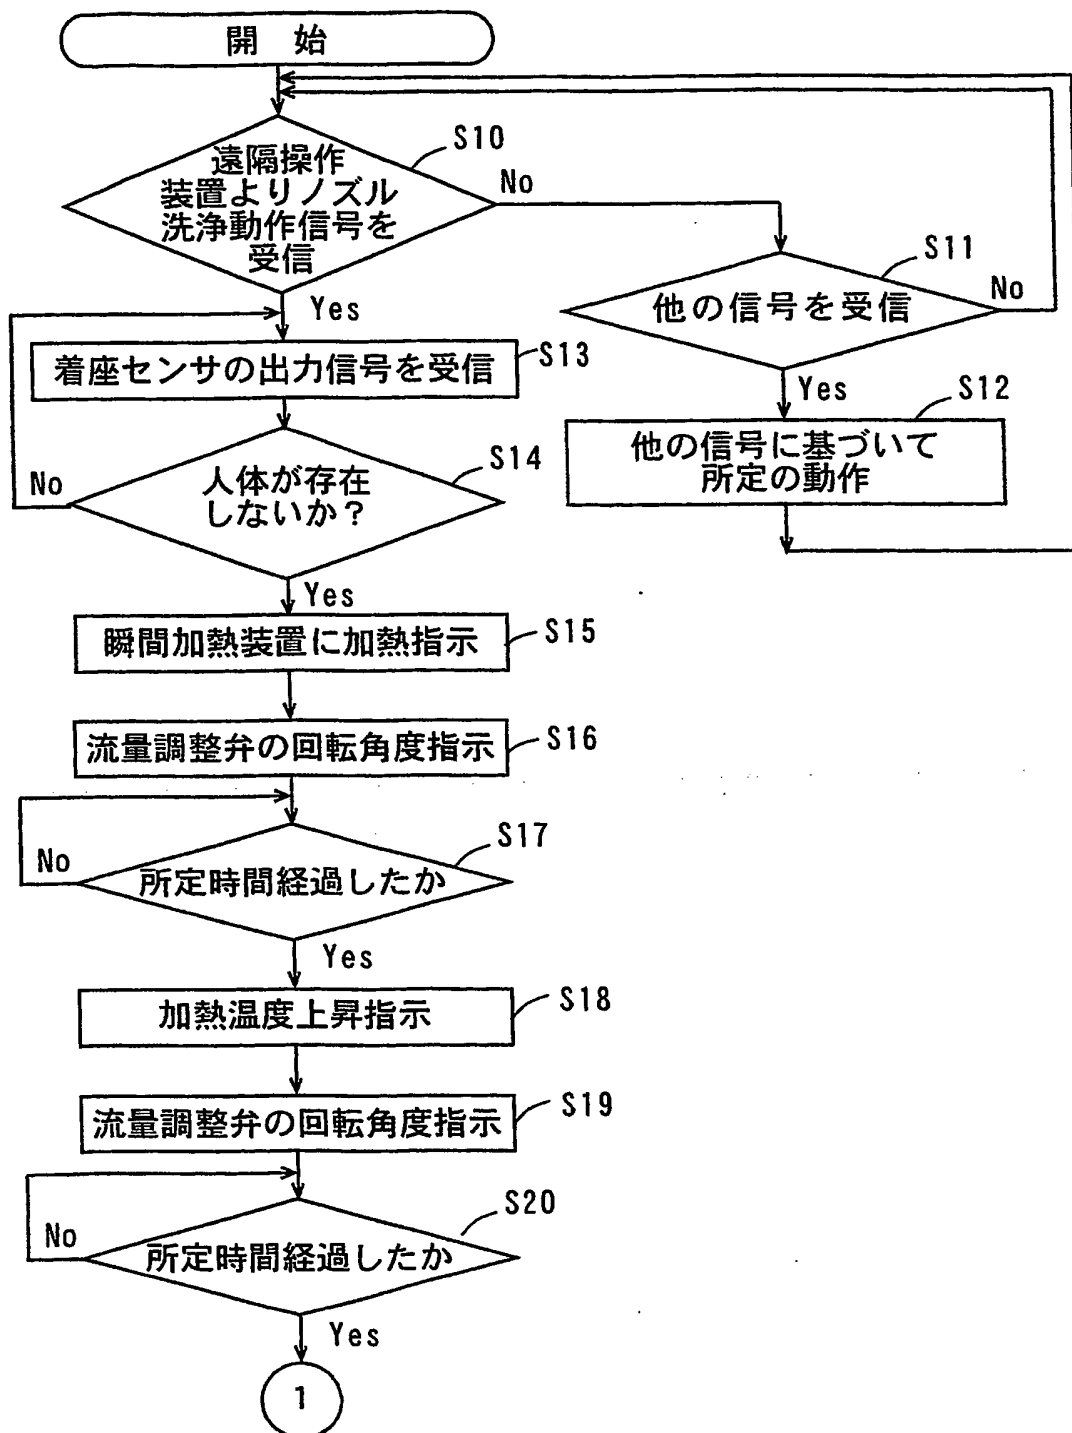 開 始
S10
遠隔操作
装置よりノズル
洗浄動作信号を
受信
No
Yes
S11
他の信号を受信
No
Yes
S12
他の信号に基づいて
所定の動作
S13
着座センサの出力信号を受信
S14
人体が存在
しないか?
No
Yes
S15
瞬間加熱装置に加熱指示
S16
流量調整弁の回転角度指示
S17
所定時間経過したか
No
Yes
S18
加熱温度上昇指示
S19
流量調整弁の回転角度指示
S20
所定時間経過したか
No
Yes
1